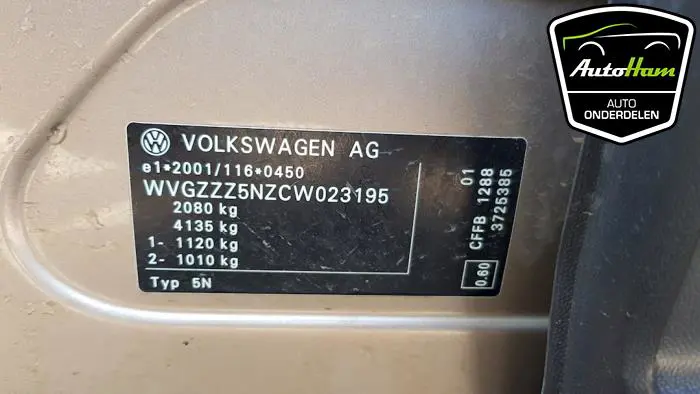 VOLKSWAGEN AG
e1*2001/116*0450
WVGZZZ5NZCW023195
2080 kg
4135 kg
1- 1120 kg
2- 1010 kg
Typ 5N
01
CFFB 1288
3725385
0.60
AutoHam
AUTO
ONDERDELEN